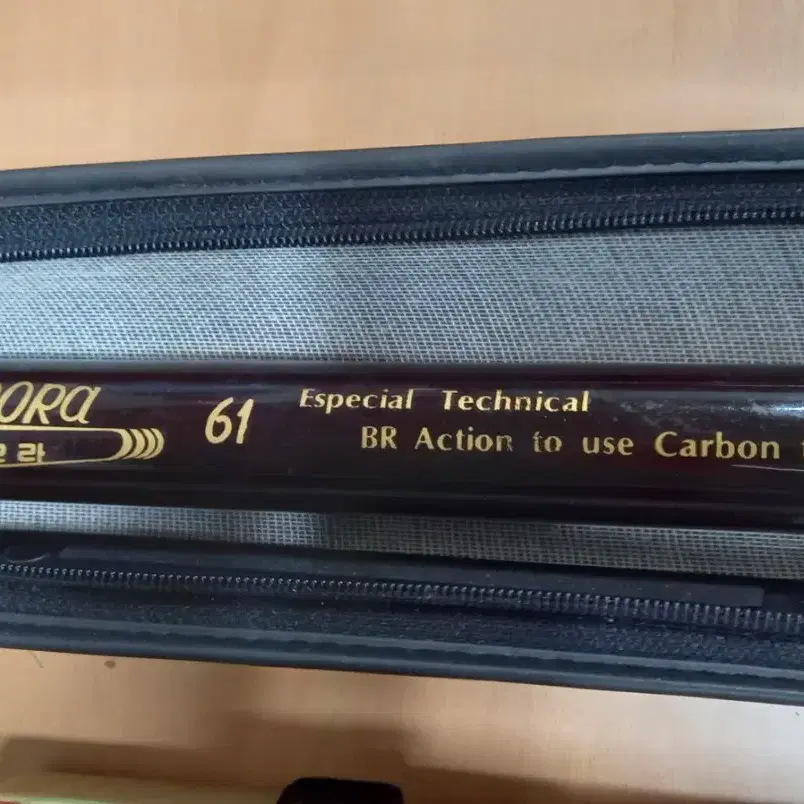 ORa
라
61
Especial Technical
BR Action to use Carbon